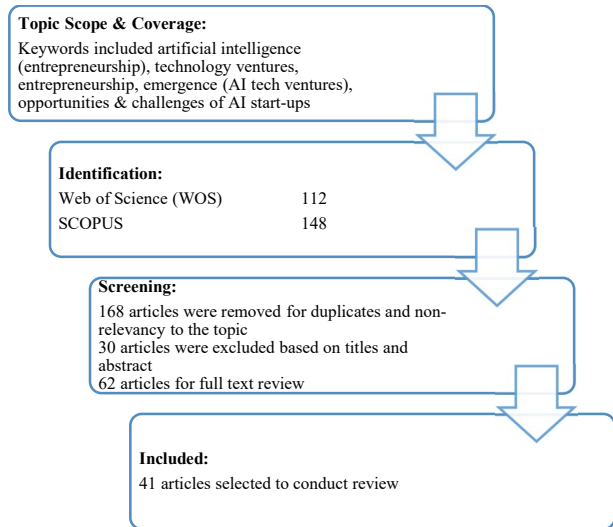 Topic Scope & Coverage:
Keywords included artificial intelligence
(entrepreneurship), technology ventures,
entrepreneurship, emergence (AI tech ventures),
opportunities & challenges of AI start-ups
Identification:
Web of Science (WOS) 112
SCOPUS 148
Screening:
168 articles were removed for duplicates and non-
relevancy to the topic
30 articles were excluded based on titles and
abstract
62 articles for full text review
Included:
41 articles selected to conduct review